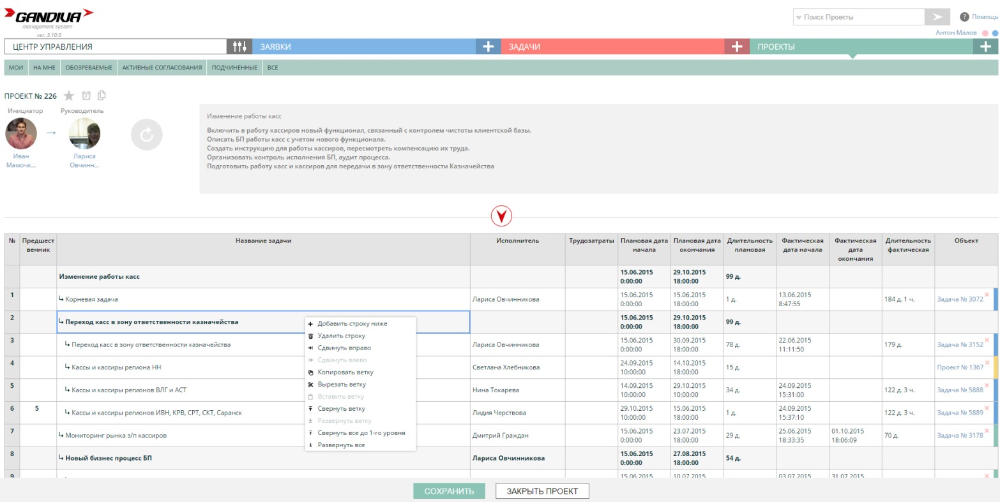 GANDIVA
management system
ver. 3.10.0
Поиск Проекты
? Помощь
Антон Малов
ЦЕНТР УПРАВЛЕНИЯ
ЗАЯВКИ +
ЗАДАЧИ +
ПРОЕКТЫ +
МОИ НА МНЕ ОБОЗРЕВАЕМЫЕ АКТИВНЫЕ СОГЛАСОВАНИЯ ПОДЧИНЕННЫЕ ВСЕ
ПРОЕКТ № 226
Инициатор Руководитель
Иван Мамочк...
Лариса Овчинн...
Изменение работы касс
Включить в работу кассиров новый функционал, связанный с контролем чистоты клиентской базы.
Описать БП работы касс с учетом нового функционала.
Создать инструкцию для работы кассиров, пересмотреть компенсацию их труда.
Организовать контроль исполнения БП, аудит процесса.
Подготовить работу касс и кассиров для передачи в зону ответственности Казначейства
№ Предшест венник Название задачи Исполнитель Трудозатраты Плановая дата начала Плановая дата окончания Длительность плановая Фактическая дата начала Фактическая дата окончания Длительность фактическая Объект
Изменение работы касс 15.06.2015 0:00:00 29.10.2015 18:00:00 99 д.
1 Корневая задача Лариса Овчинникова 15.06.2015 0:00:00 15.06.2015 18:00:00 1 д. 13.06.2015 8:47:55 184 д. 1 ч. Задача № 3072
2 Переход касс в зону ответственности казначейства 15.06.2015 0:00:00 29.10.2015 18:00:00 99 д.
3 Переход касс в зону ответственности казначейства Лариса Овчинникова 15.06.2015 0:00:00 30.09.2015 18:00:00 78 д. 22.06.2015 11:11:50 179 д. Задача № 3152
4 Кассы и кассиры региона НН Светлана Хлебникова 24.09.2015 10:00:00 14.10.2015 18:00:00 15 д. Проект № 1367
5 Кассы и кассиры регионов ВЛГ и АСТ Нина Токарева 14.09.2015 10:00:00 29.10.2015 10:00:00 34 д. 24.09.2015 15:31:00 122 д. 3 ч. Задача № 5888
6 5 Кассы и кассиры регионов ИВН, КРВ, СРТ, СКТ, Саранск Лидия Черствова 29.10.2015 10:00:00 15.06.2015 18:00:00 1 д. 24.09.2015 15:37:10 122 д. 3 ч. Задача № 5889
7 Мониторинг рынка з/п кассиров Дмитрий Граждан 15.06.2015 0:00:00 23.07.2015 18:00:00 29 д. 25.06.2015 18:33:35 01.10.2015 18:06:09 70 д. Задача № 3178
8 Новый бизнес процесс БП Лариса Овчинникова 15.06.2015 0:00:00 27.08.2015 18:00:00 54 д.
9 15.06.2015 10.07.2015 03.07.2015 31.07.2015
Добавить строку ниже
Удалить строку
Сдвинуть вправо
Сдвинуть влево
Копировать ветку
Вырезать ветку
Вставить ветку
Свернуть ветку
Развернуть ветку
Свернуть все до 1-го уровня
Развернуть все
СОХРАНИТЬ
ЗАКРЫТЬ ПРОЕКТ